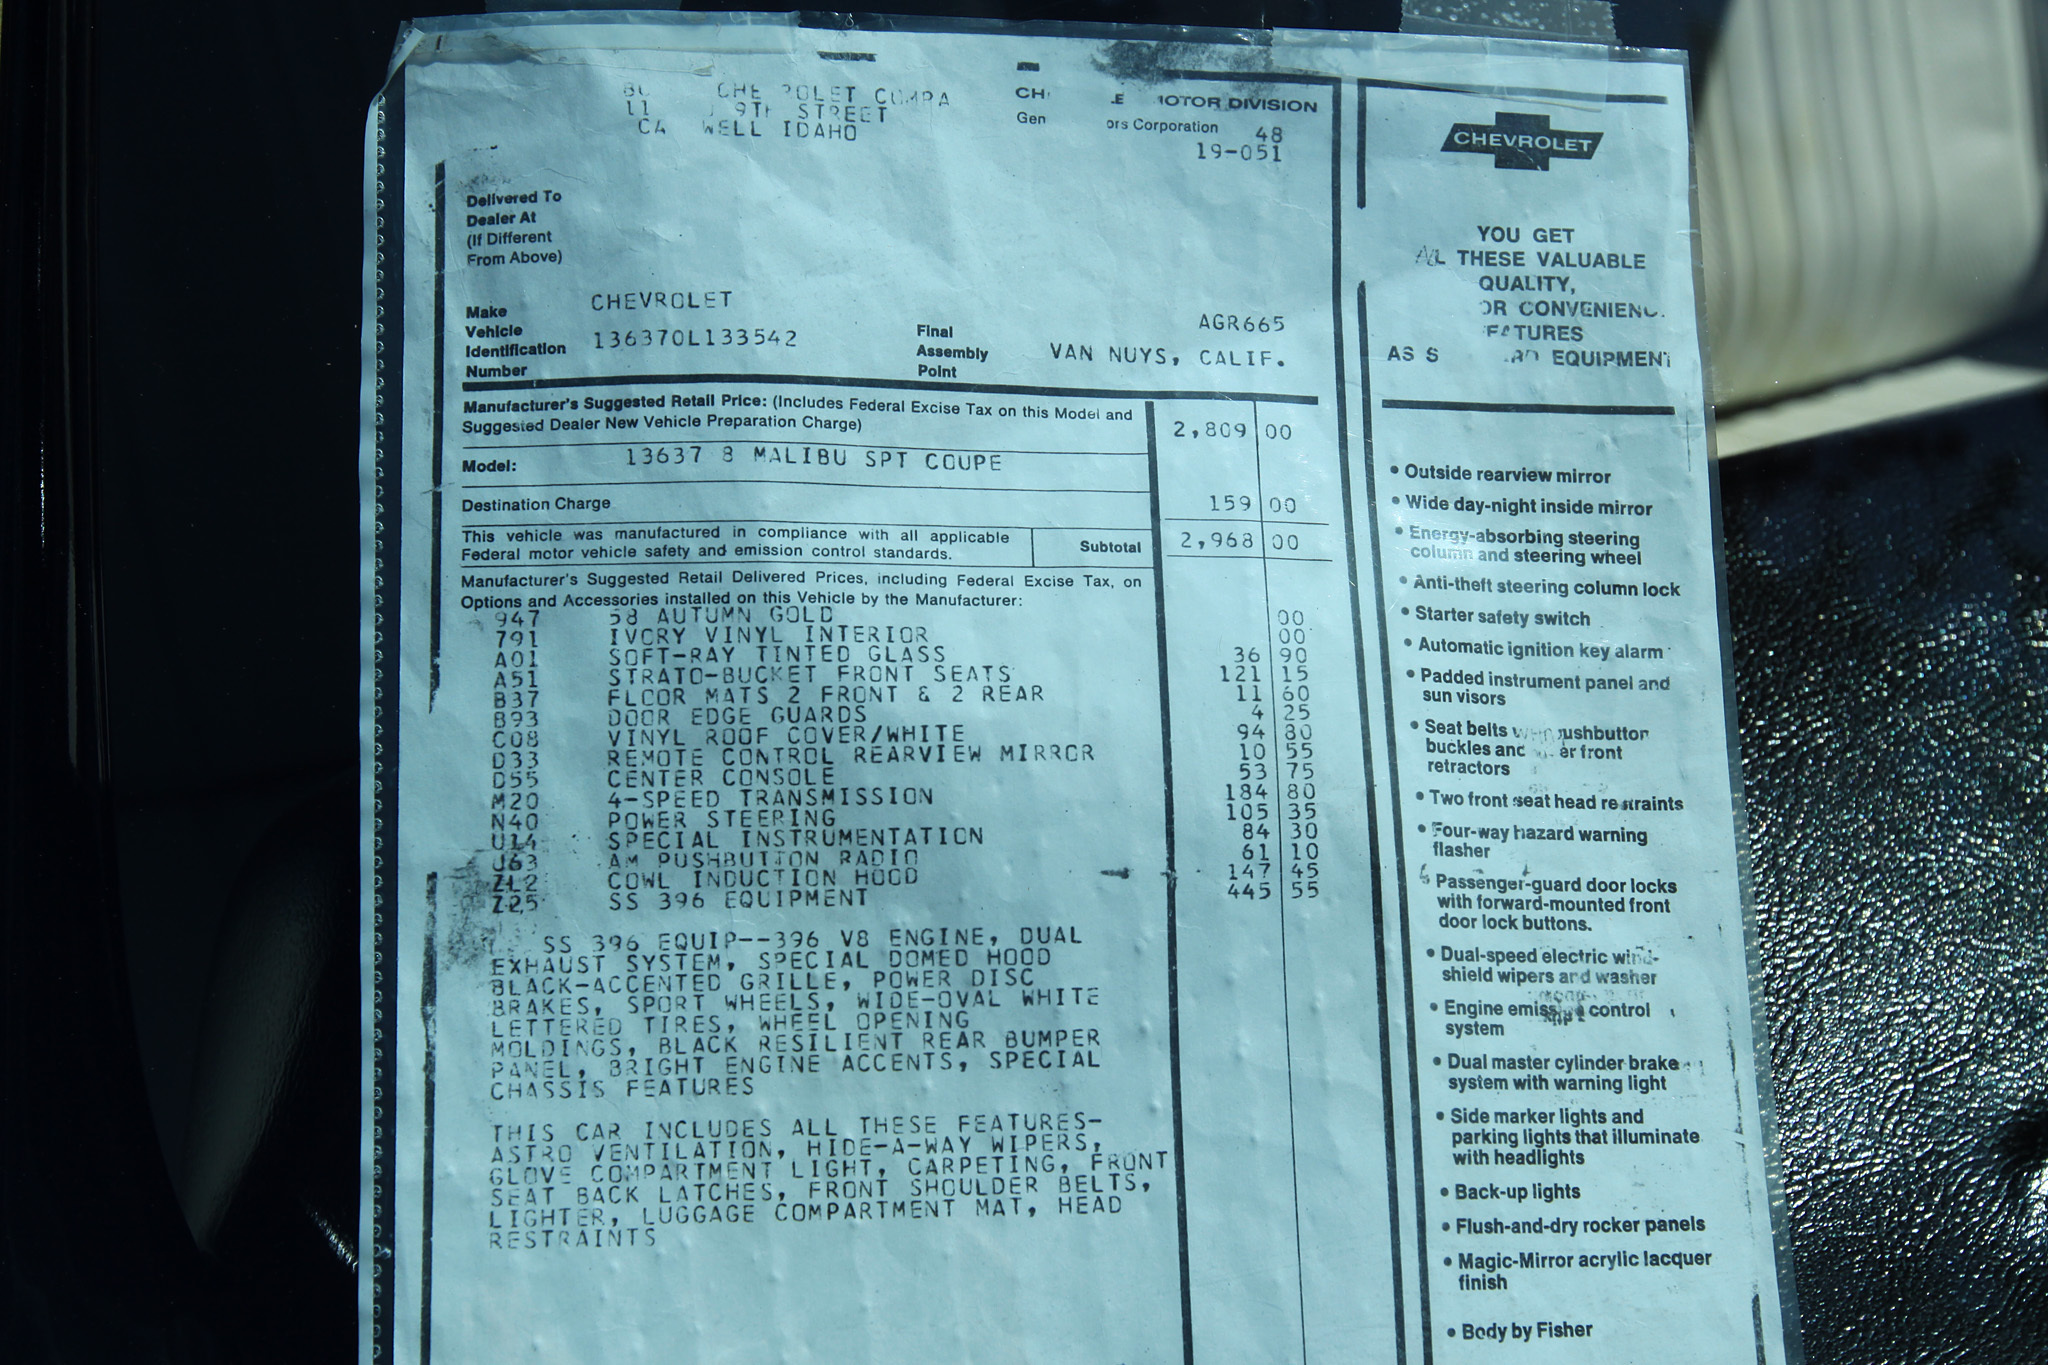 CHEVROLET COMPA
9TH STREET
WELL IDAHO
MOTOR DIVISION
Corporation
48
19-051
Delivered To
Dealer At
(If Different
From Above)
Make
CHEVROLET
Vehicle
Identification
Number
136370L133542
Final
Assembly
Point
AGR665
VAN NUYS, CALIF.
Manufacturer's Suggested Retail Price: (Includes Federal Excise Tax on this Model and
Suggested Dealer New Vehicle Preparation Charge)
2,809 00
Model: 13637 8 MALIBU SPT COUPE
Destination Charge 159 00
This vehicle was manufactured in compliance with all applicable
Federal motor vehicle safety and emission control standards.
Subtotal 2,968 00
Manufacturer's Suggested Retail Delivered Prices, including Federal Excise Tax, on
Options and Accessories installed on this Vehicle by the Manufacturer:
947 58 AUTUMN GOLD 00
791 IVORY VINYL INTERIOR 00
A01 SOFT-RAY TINTED GLASS 36 90
A51 STRATO-BUCKET FRONT SEATS 121 15
B37 FLOOR MATS 2 FRONT & 2 REAR 11 60
B93 DOOR EDGE GUARDS 4 25
C08 VINYL ROOF COVER/WHITE 94 80
D33 REMOTE CONTROL REARVIEW MIRROR 10 55
D55 CENTER CONSOLE 53 75
M20 4-SPEED TRANSMISSION 184 80
N40 POWER STEERING 105 35
U14 SPECIAL INSTRUMENTATION 84 30
U63 AM PUSHBUTTON RADIO 61 10
ZL2 COWL INDUCTION HOOD 147 45
Z25 SS 396 EQUIPMENT 445 55
SS 396 EQUIP--396 V8 ENGINE, DUAL
EXHAUST SYSTEM, SPECIAL DOMED HOOD
BLACK-ACCENTED GRILLE, POWER DISC
BRAKES, SPORT WHEELS, WIDE-OVAL WHITE
LETTERED TIRES, WHEEL OPENING
MOLDINGS, BLACK RESILIENT REAR BUMPER
PANEL, BRIGHT ENGINE ACCENTS, SPECIAL
CHASSIS FEATURES
THIS CAR INCLUDES ALL THESE FEATURES-
ASTRO VENTILATION, HIDE-A-WAY WIPERS,
GLOVE COMPARTMENT LIGHT, CARPETING, FRONT
SEAT BACK LATCHES, FRONT SHOULDER BELTS,
LIGHTER, LUGGAGE COMPARTMENT MAT, HEAD
RESTRAINTS
CHEVROLET
YOU GET
ALL THESE VALUABLE
QUALITY,
OR CONVENIENC
FEATURES
AS EQUIPMENT
• Outside rearview mirror
• Wide day-night inside mirror
• Energy-absorbing steering
column and steering wheel
• Anti-theft steering column lock
• Starter safety switch
• Automatic ignition key alarm
• Padded instrument panel and
sun visors
• Seat belts with pushbutton
buckles and front
retractors
• Two front seat head restraints
• Four-way hazard warning
flasher
• Passenger-guard door locks
with forward-mounted front
door lock buttons.
• Dual-speed electric wind-
shield wipers and washer
• Engine emission control
system
• Dual master cylinder brake
system with warning light
• Side marker lights and
parking lights that illuminate
with headlights
• Back-up lights
• Flush-and-dry rocker panels
• Magic-Mirror acrylic lacquer
finish
• Body by Fisher